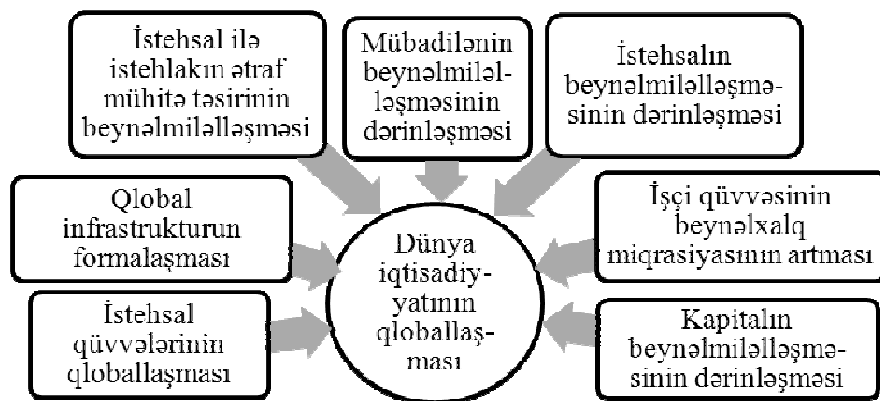 İstehsal ilə
istehlakın ətraf
mühitə təsirinin
beynəlmiləlləşməsi
Mübadilənin
beynəlmiləl-
ləşməsinin
dərinləşməsi
İstehsalın
beynəlmiləlləşmə-
sinin dərinləşməsi
Qlobal
infrastrukturun
formalaşması
İşçi qüvvəsinin
beynəlxalq
miqrasiyasının artması
Dünya
iqtisadiy-
yatının
qloballaş-
ması
İstehsal
qüvvələrinin
qloballaşması
Kapitalın
beynəlmiləlləşmə-
sinin dərinləşməsi